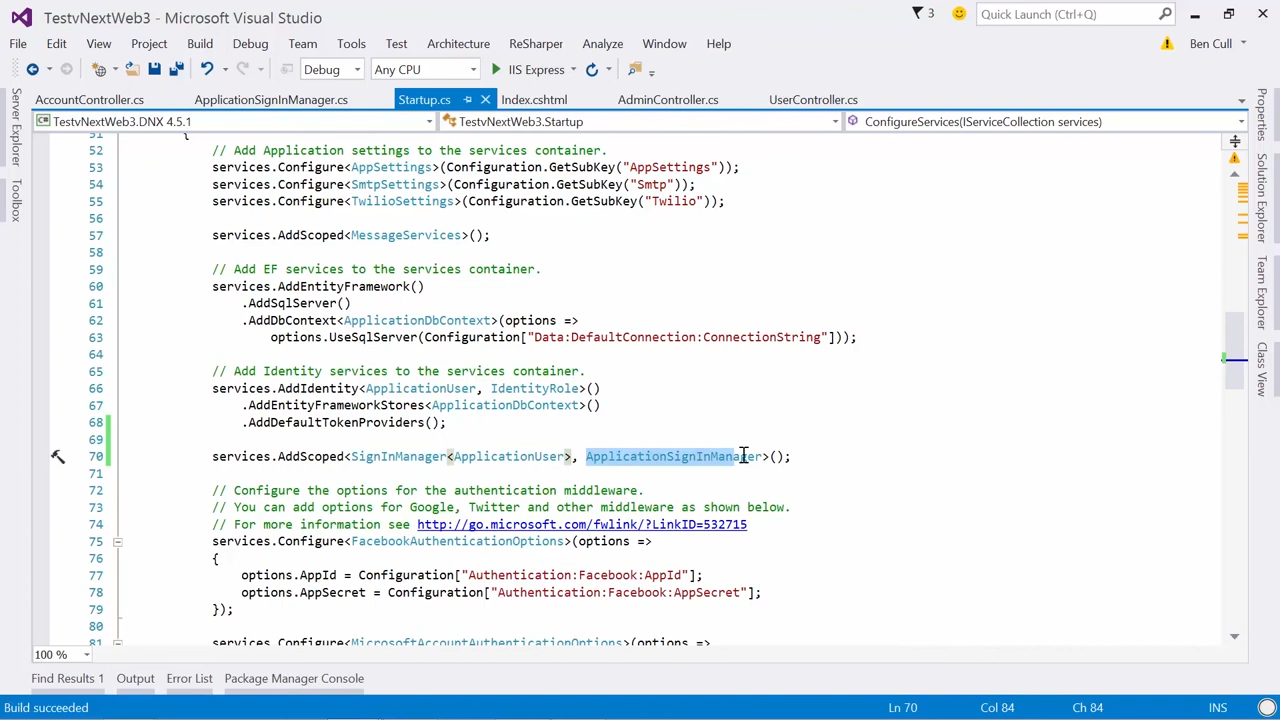 TestvNextWeb3 - Microsoft Visual Studio
3
Quick Launch (Ctrl+Q)
File Edit View Project Build Debug Team Tools Test Architecture ReSharper Analyze Window Help
Ben Cull
Debug Any CPU IIS Express
AccountController.cs ApplicationSignInManager.cs Startup.cs Index.cshtml AdminController.cs UserController.cs
TestvNextWeb3.DNX 4.5.1 TestvNextWeb3.Startup ConfigureServices(IServiceCollection services)
Server Explorer
Toolbox
51 {
52 // Add Application settings to the services container.
53 services.Configure<AppSettings>(Configuration.GetSubKey("AppSettings"));
54 services.Configure<SmtpSettings>(Configuration.GetSubKey("Smtp"));
55 services.Configure<TwilioSettings>(Configuration.GetSubKey("Twilio"));
56
57 services.AddScoped<MessageServices>();
58
59 // Add EF services to the services container.
60 services.AddEntityFramework()
61 .AddSqlServer()
62 .AddDbContext<ApplicationDbContext>(options =>
63 options.UseSqlServer(Configuration["Data:DefaultConnection:ConnectionString"]));
64
65 // Add Identity services to the services container.
66 services.AddIdentity<ApplicationUser, IdentityRole>()
67 .AddEntityFrameworkStores<ApplicationDbContext>()
68 .AddDefaultTokenProviders();
69
70 services.AddScoped<SignInManager<ApplicationUser>, ApplicationSignInManager>();
71
72 // Configure the options for the authentication middleware.
73 // You can add options for Google, Twitter and other middleware as shown below.
74 // For more information see http://go.microsoft.com/fwlink/?LinkID=532715
75 services.Configure<FacebookAuthenticationOptions>(options =>
76 {
77 options.AppId = Configuration["Authentication:Facebook:AppId"];
78 options.AppSecret = Configuration["Authentication:Facebook:AppSecret"];
79 });
80
81 services.Configure<MicrosoftAccountAuthenticationOptions>(options =>
Properties
Solution Explorer
Team Explorer
Class View
100 %
Find Results 1 Output Error List Package Manager Console
Build succeeded Ln 70 Col 84 Ch 84 INS